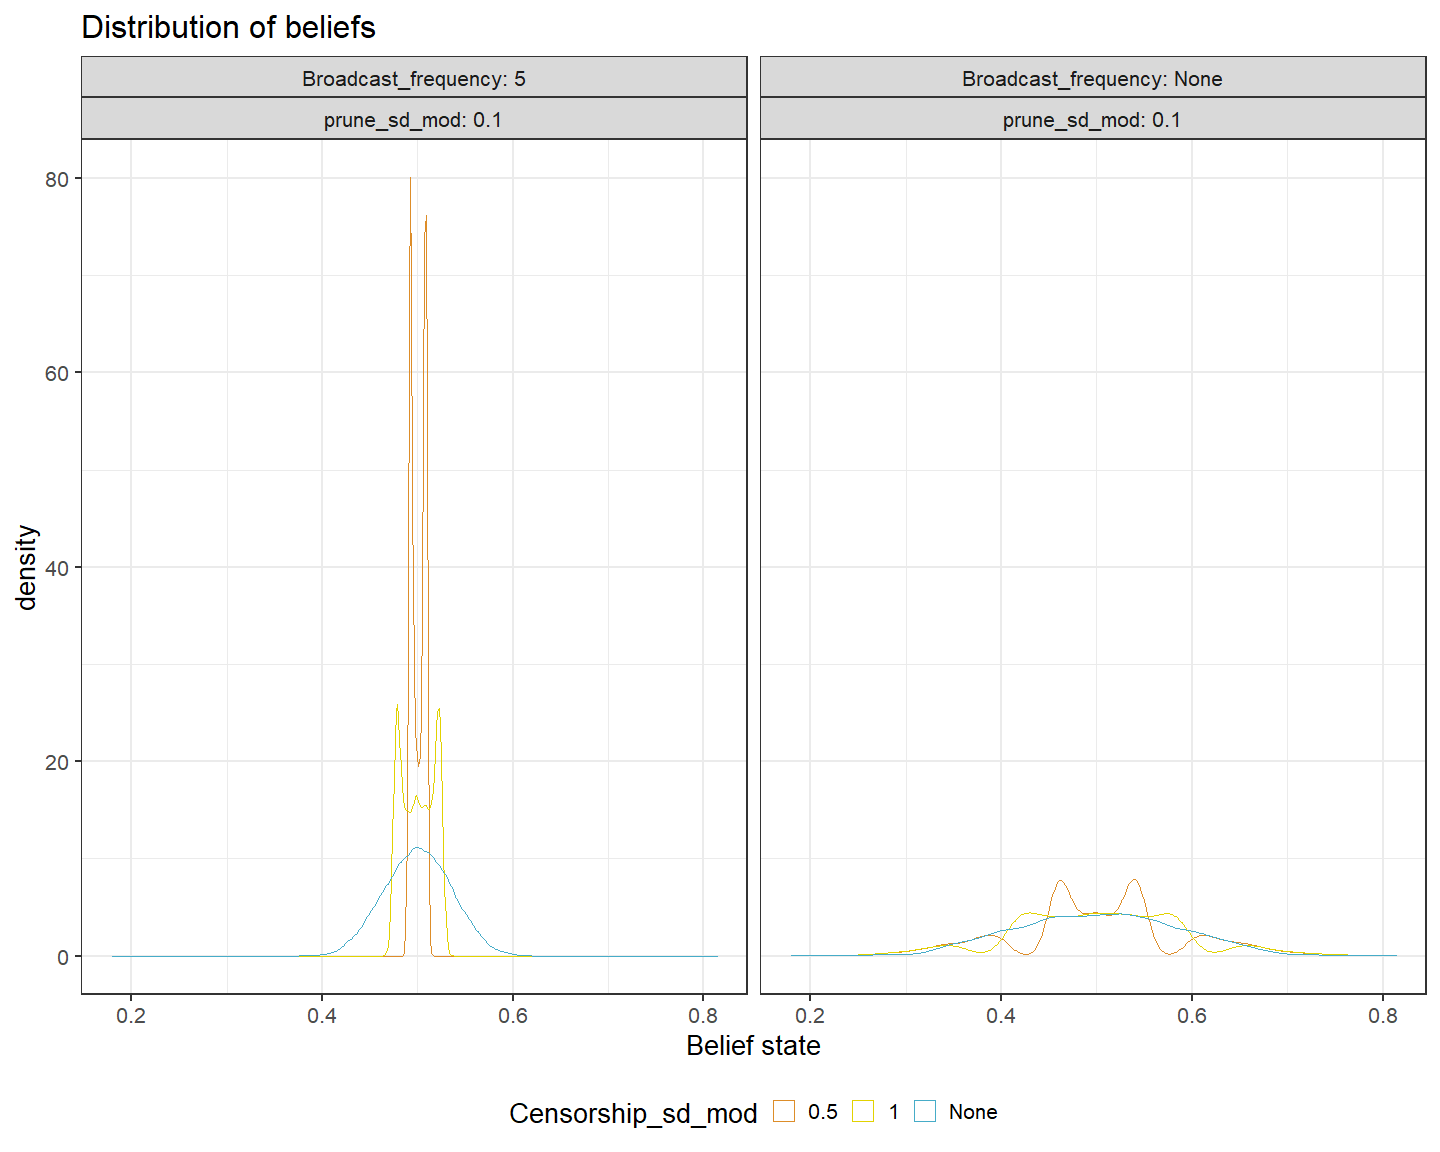 Distribution of beliefs
Broadcast_frequency: 5
Broadcast_frequency: None
prune_sd_mod: 0.1
prune_sd_mod: 0.1
density
80
60
40
20
0
0.2 0.4 0.6 0.8
0.2 0.4 0.6 0.8
Belief state
Censorship_sd_mod 0.5 1 None